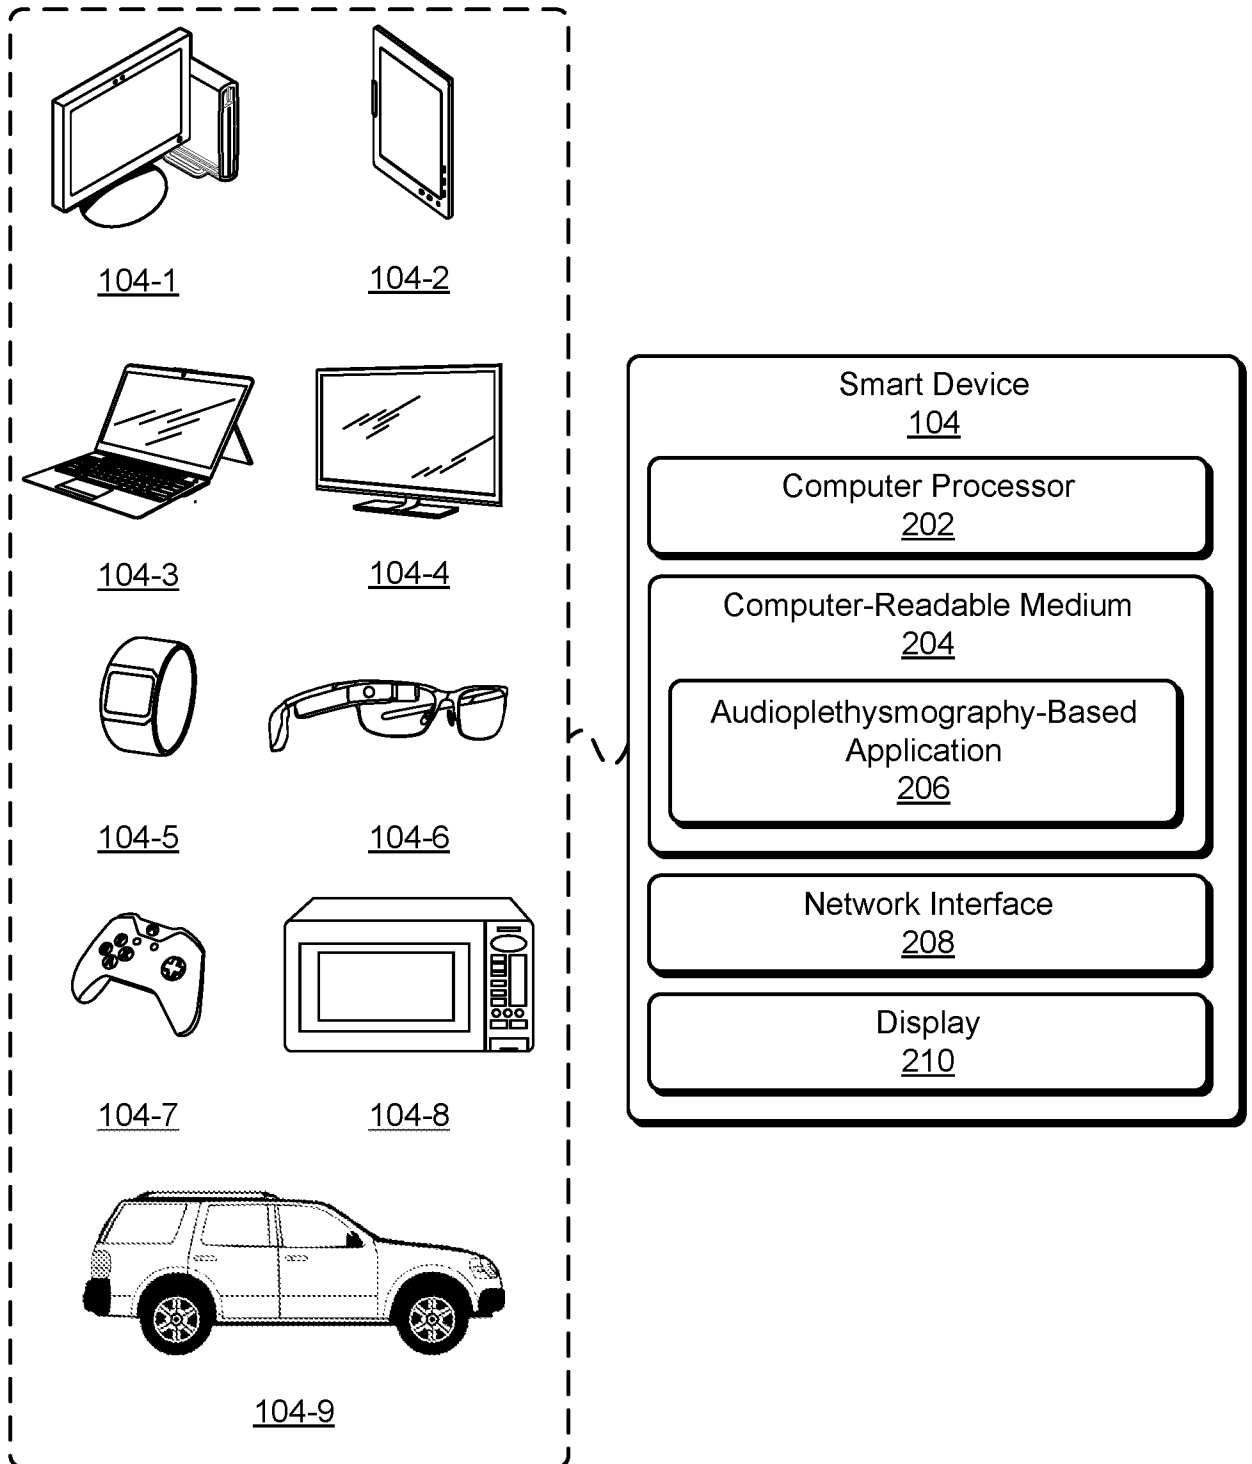 104-1
104-2
104-3
104-4
104-5
104-6
104-7
104-8
104-9
Smart Device
104
Computer Processor
202
Computer-Readable Medium
204
Audioplethysmography-Based
Application
206
Network Interface
208
Display
210